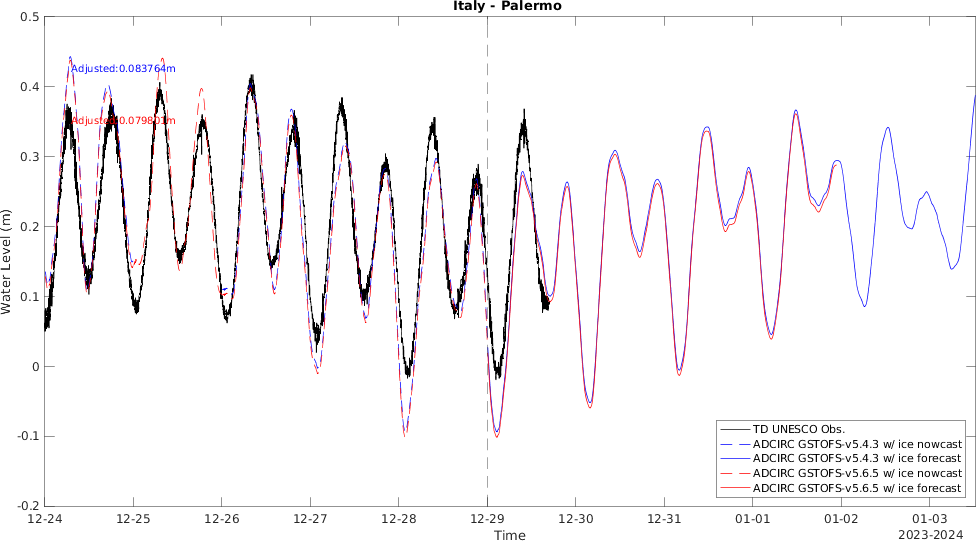 Italy - Palermo
0.5
0.4
0.3
0.2
0.1
0
-0.1
-0.2
Water Level (m)
Adjusted:0.083764m
Adjusted:0.079801m
TD UNESCO Obs.
ADCIRC GSTOFS-v5.4.3 w/ ice nowcast
ADCIRC GSTOFS-v5.4.3 w/ ice forecast
ADCIRC GSTOFS-v5.6.5 w/ ice nowcast
ADCIRC GSTOFS-v5.6.5 w/ ice forecast
12-24 12-25 12-26 12-27 12-28 12-29 12-30 12-31 01-01 01-02 01-03
Time
2023-2024